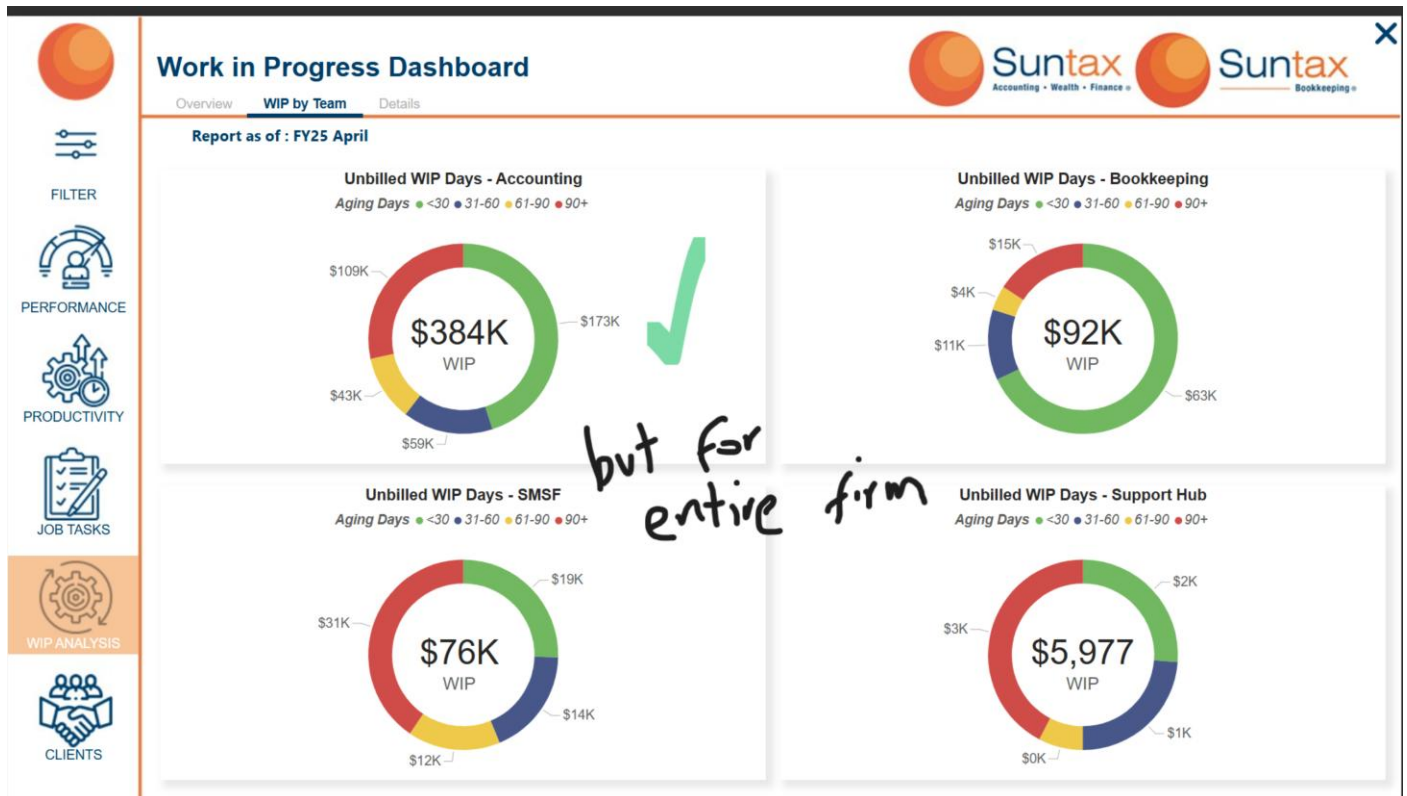 Work in Progress Dashboard
Suntax
Accounting • Wealth • Finance
Suntax
Bookkeeping
Overview WIP by Team Details
Report as of : FY25 April
FILTER
PERFORMANCE
PRODUCTIVITY
JOB TASKS
WIP ANALYSIS
CLIENTS
Unbilled WIP Days - Accounting
Aging Days <30 31-60 61-90 90+
$109K
$173K
$384K
WIP
$43K
$59K
Unbilled WIP Days - Bookkeeping
Aging Days <30 31-60 61-90 90+
$15K
$4K
$11K
$92K
WIP
$63K
but for
entire firm
Unbilled WIP Days - SMSF
Aging Days <30 31-60 61-90 90+
$19K
$31K
$76K
WIP
$14K
$12K
Unbilled WIP Days - Support Hub
Aging Days <30 31-60 61-90 90+
$2K
$3K
$5,977
WIP
$1K
$0K